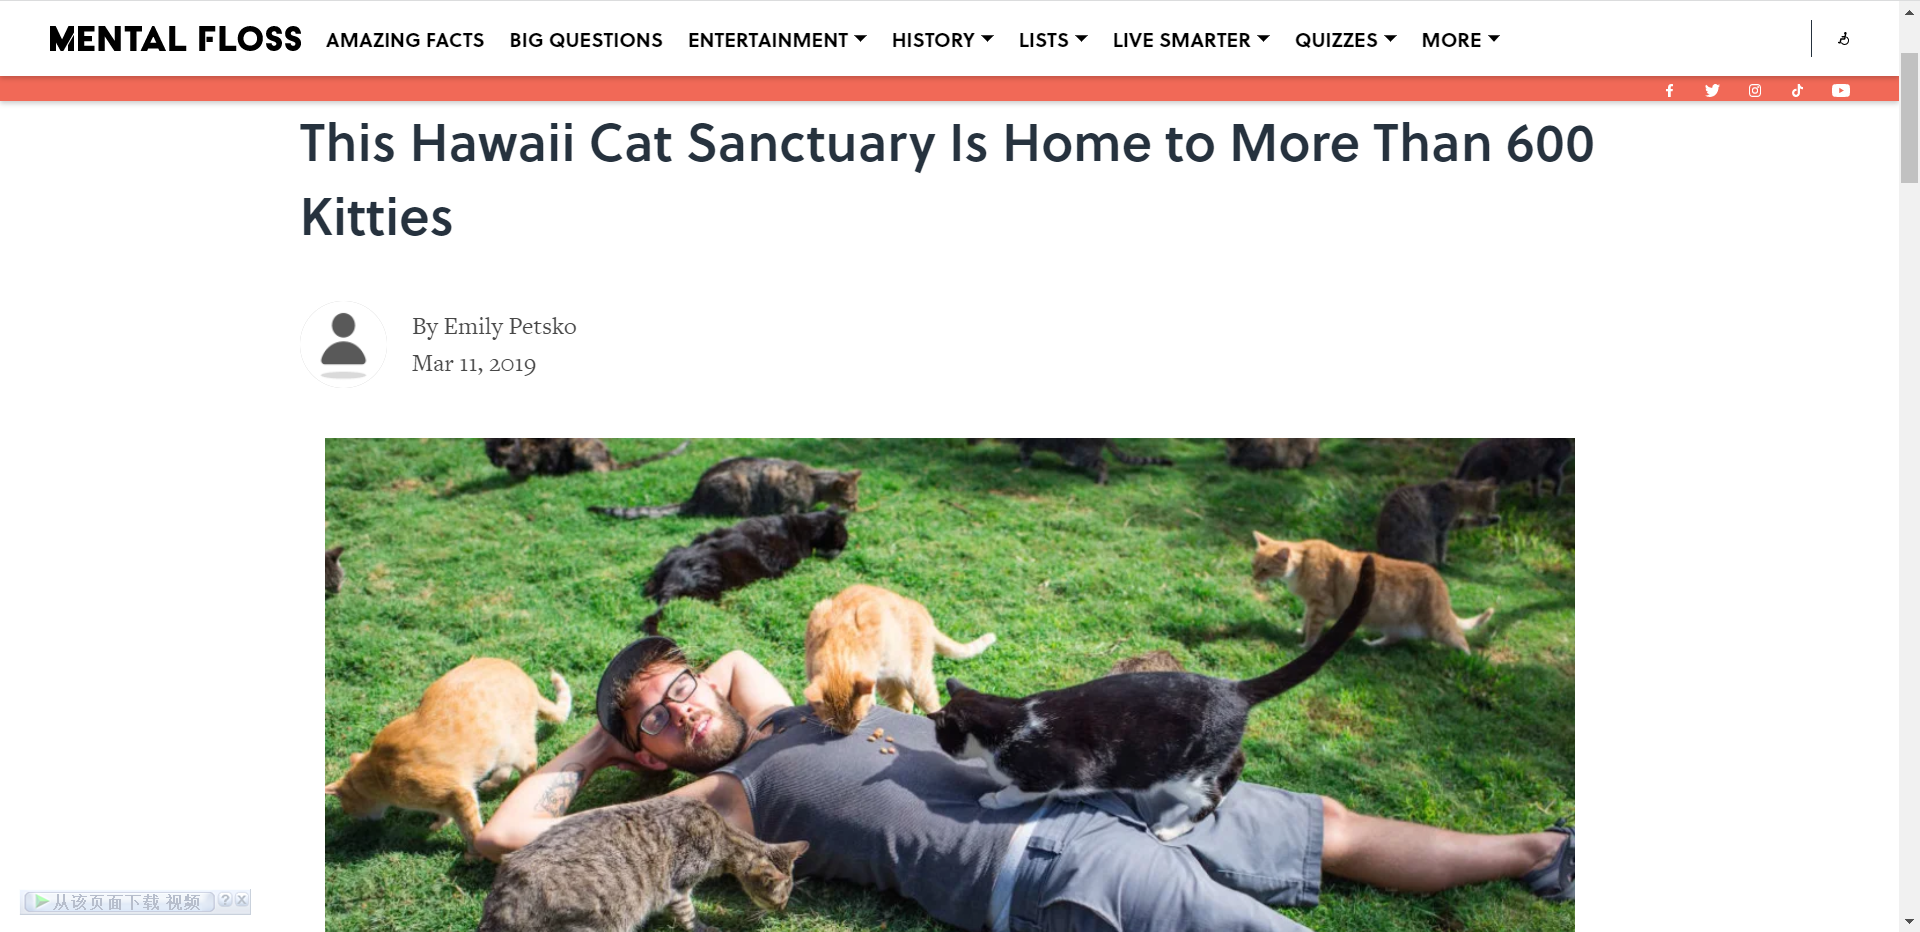 MENTAL FLOSS AMAZING FACTS BIG QUESTIONS ENTERTAINMENT HISTORY LISTS LIVE SMARTER QUIZZES MORE
This Hawaii Cat Sanctuary Is Home to More Than 600
Kitties
By Emily Petsko
Mar 11, 2019
从该页面下载 视频 ? x